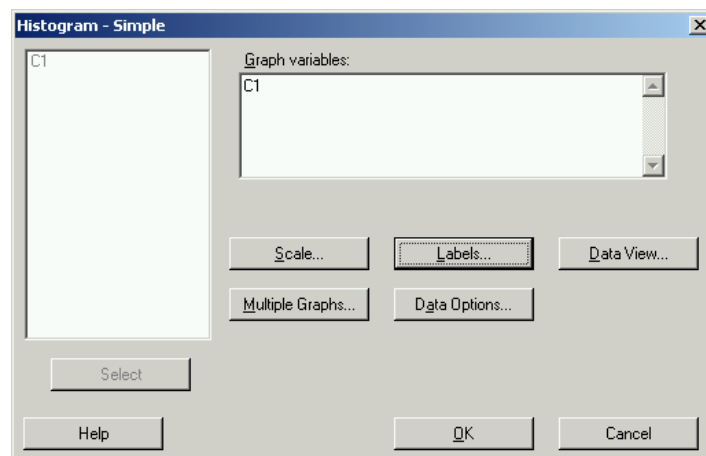 Histogram - Simple
C1
Graph variables:
C1
Scale...
Labels...
Data View...
Multiple Graphs...
Data Options...
Select
Help
OK
Cancel